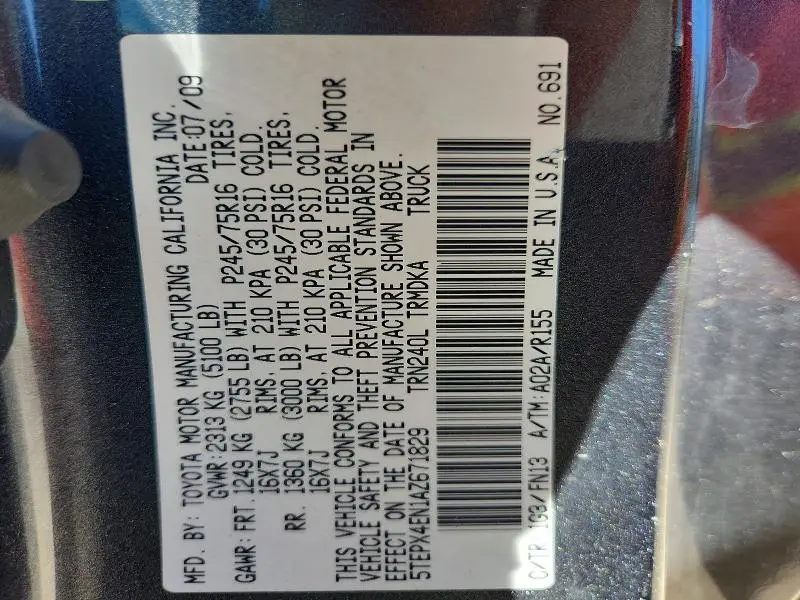 MFD. BY: TOYOTA MOTOR MANUFACTURING CALIFORNIA INC.
GVWR: 2313 KG (5100 LB) DATE:07/09
GAWR: FRT. 1249 KG (2755 LB) WITH P245/75R16 TIRES,
16X7J RIMS, AT 210 KPA (30 PSI) COLD.
RR. 1360 KG (3000 LB) WITH P245/75R16 TIRES,
16X7J RIMS, AT 210 KPA (30 PSI) COLD.
THIS VEHICLE CONFORMS TO ALL APPLICABLE FEDERAL MOTOR
VEHICLE SAFETY AND THEFT PREVENTION STANDARDS IN
EFFECT ON THE DATE OF MANUFACTURE SHOWN ABOVE.
5TEPX4EN1AZ671829 TRN240L TRMDKA TRUCK
C/TR:1G3/FN13 A/TM:A02A/R155 MADE IN U.S.A. NO.691